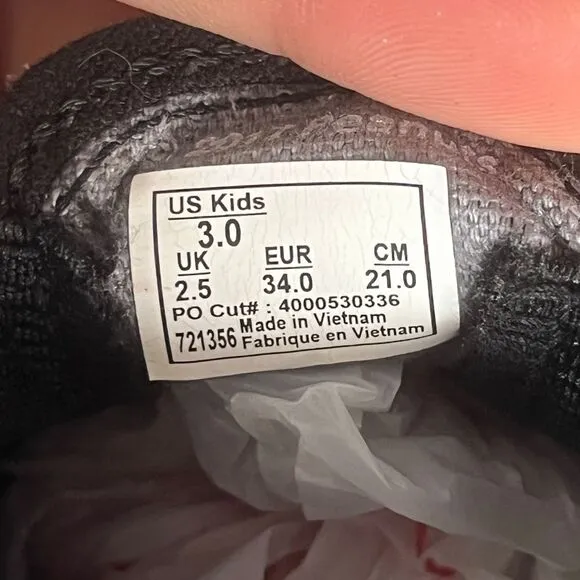 US Kids
3.0
UK EUR CM
2.5 34.0 21.0
PO Cut# : 4000530336
721356 Made in Vietnam
Fabrique en Vietnam